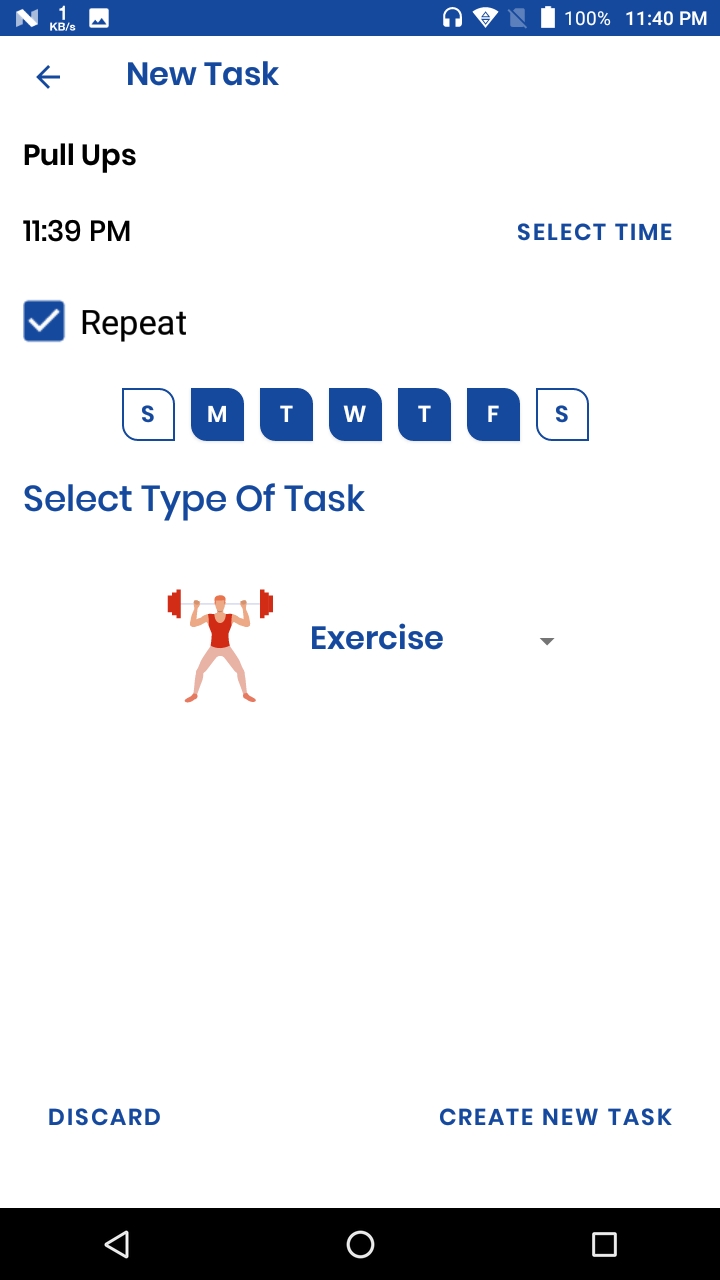 1 KB/s 100% 11:40 PM
New Task
Pull Ups
11:39 PM SELECT TIME
Repeat
S M T W T F S
Select Type Of Task
Exercise
DISCARD CREATE NEW TASK